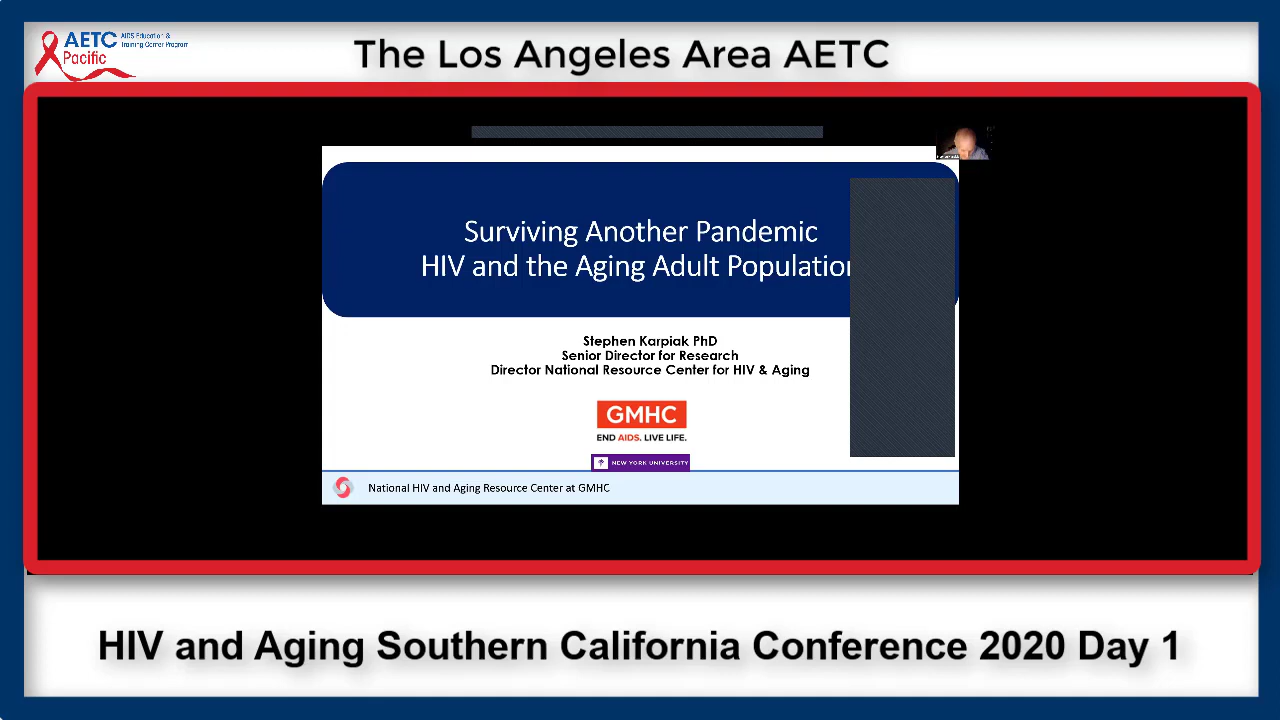 AETC
Pacific
AIDS Education &
Training Center Program
The Los Angeles Area AETC
Surviving Another Pandemic
HIV and the Aging Adult Population
Stephen Karpiak PhD
Senior Director for Research
Director National Resource Center for HIV & Aging
GMHC
END AIDS. LIVE LIFE.
NEW YORK UNIVERSITY
National HIV and Aging Resource Center at GMHC
HIV and Aging Southern California Conference 2020 Day 1